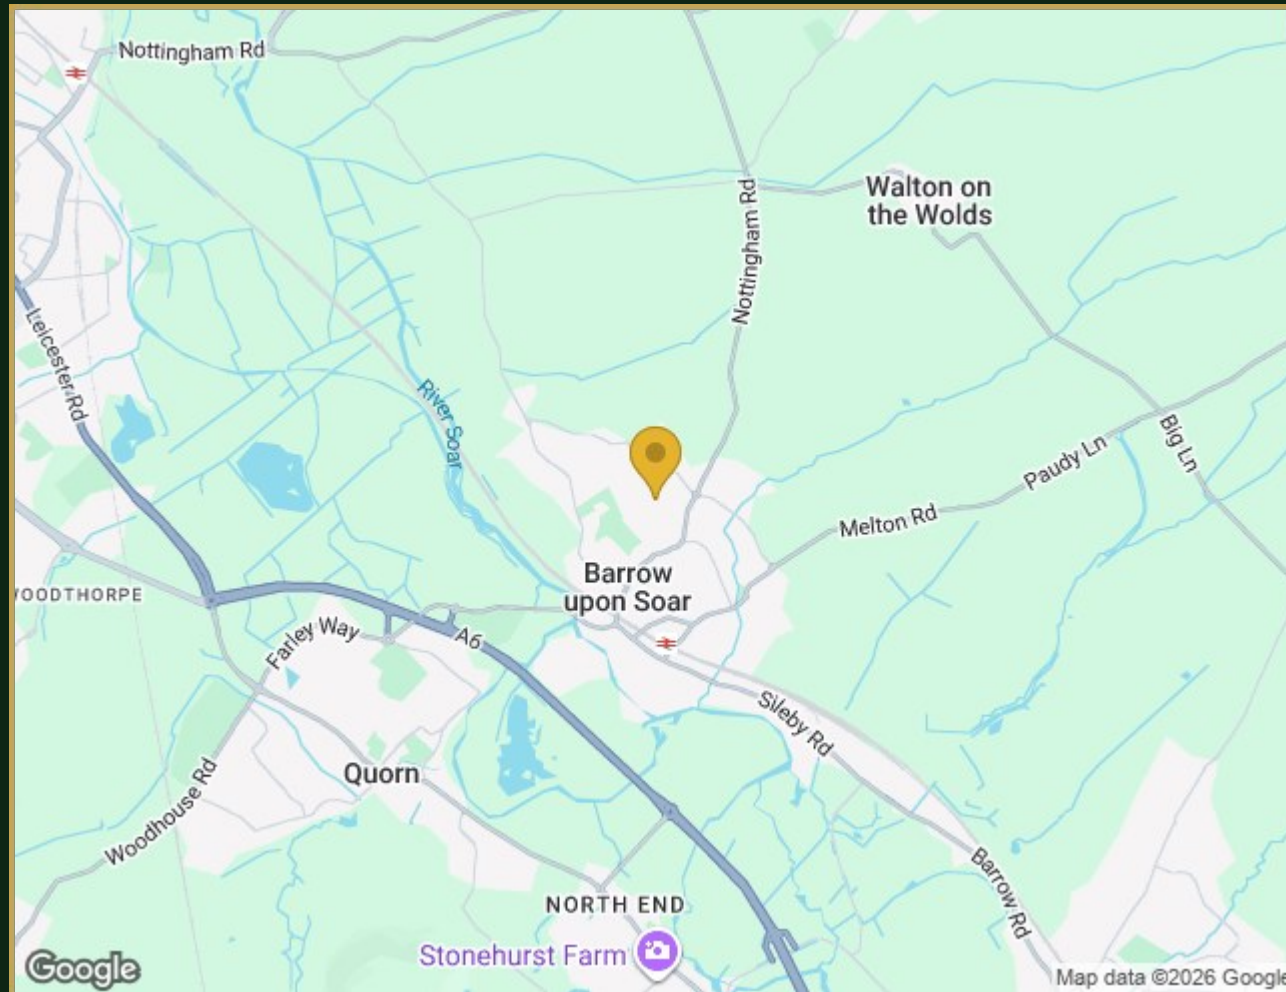 Nottingham Rd
Walton on
the Wolds
Nottingham Rd
Leicester Rd
River Soar
Big Ln
Paudy Ln
Melton Rd
Barrow
upon Soar
WOODTHORPE
Farley Way
A6
Sileby Rd
Quorn
Woodhouse Rd
Barrow Rd
NORTH END
Stonehurst Farm
Google
Map data ©2026 Google